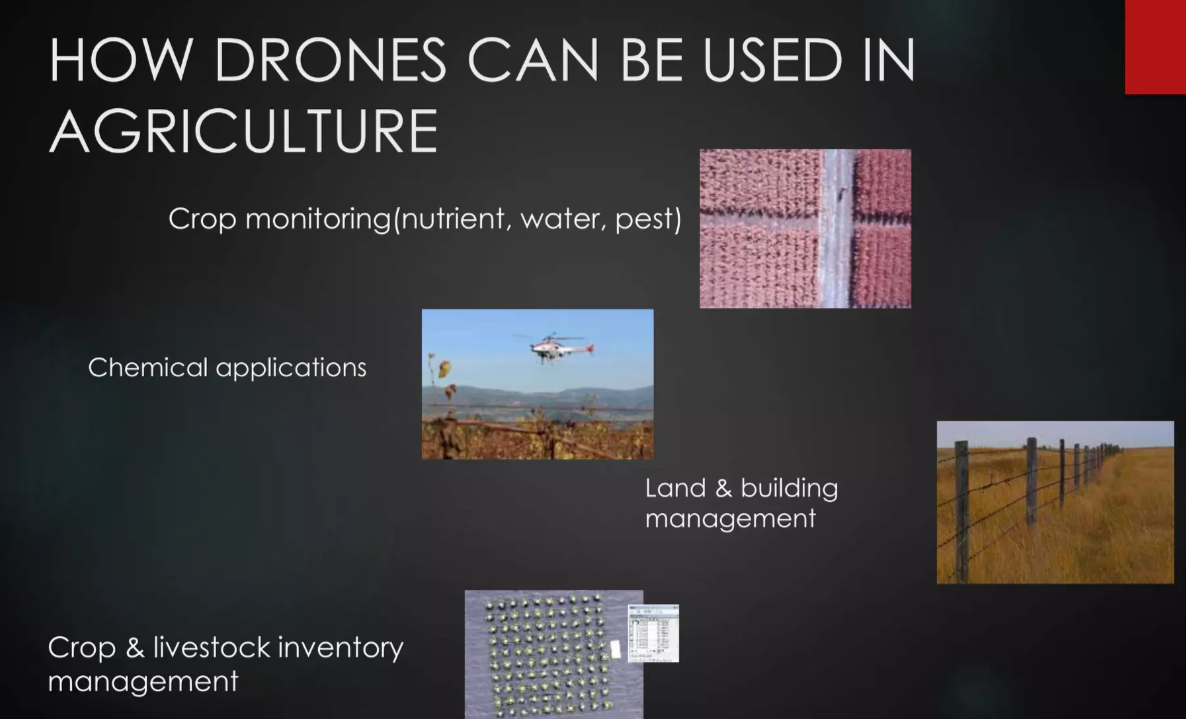 HOW DRONES CAN BE USED IN
AGRICULTURE
Crop monitoring(nutrient, water, pest)
Chemical applications
Land & building
management
Crop & livestock inventory
management